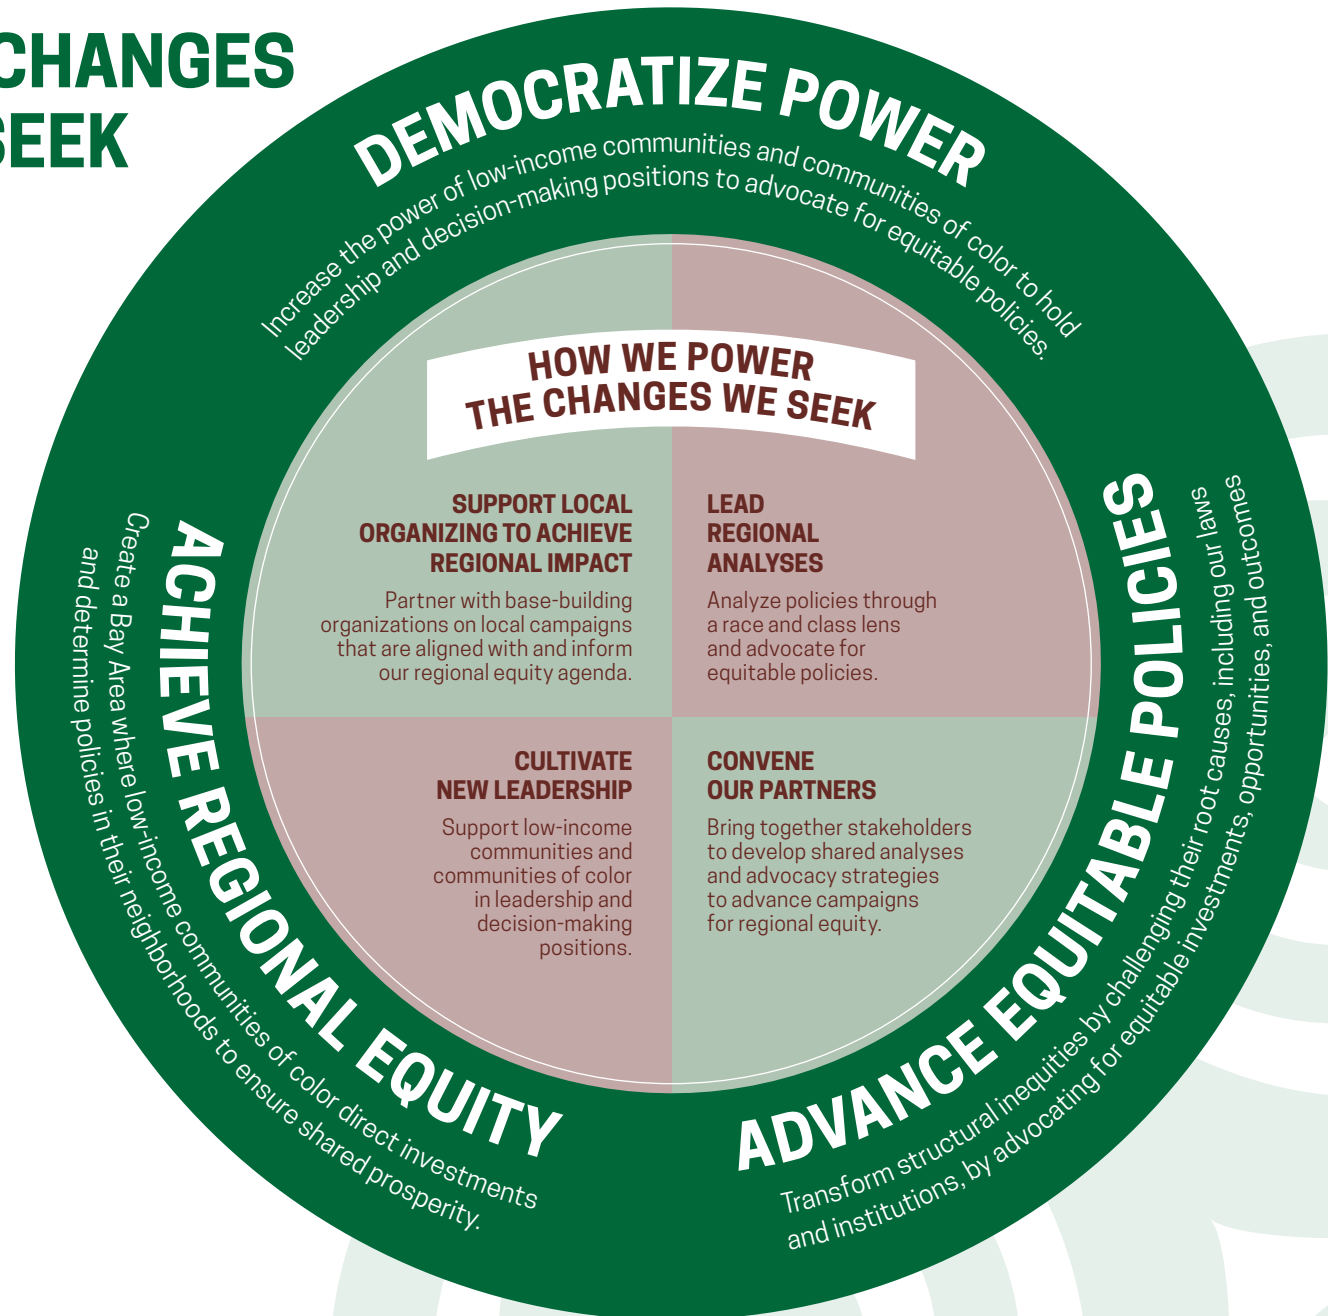 CHANGES
SEEK
DEMOCRATIZE POWER
Increase the power of low-income communities and communities of color to hold
leadership and decision-making positions to advocate for equitable policies.
HOW WE POWER
THE CHANGES WE SEEK
SUPPORT LOCAL
ORGANIZING TO ACHIEVE
REGIONAL IMPACT
Partner with base-building
organizations on local campaigns
that are aligned with and inform
our regional equity agenda.
LEAD
REGIONAL
ANALYSES
Analyze policies through
a race and class lens
and advocate for
equitable policies.
CULTIVATE
NEW LEADERSHIP
Support low-income
communities and
communities of color
in leadership and
decision-making
positions.
CONVENE
OUR PARTNERS
Bring together stakeholders
to develop shared analyses
and advocacy strategies
to advance campaigns
for regional equity.
ACHIEVE REGIONAL EQUITY
Create a Bay Area where low-income communities of color direct investments
and determine policies in their neighborhoods to ensure shared prosperity.
ADVANCE EQUITABLE POLICIES
Transform structural inequities by challenging their root causes, including our laws
and institutions, by advocating for equitable investments, opportunities, and outcomes